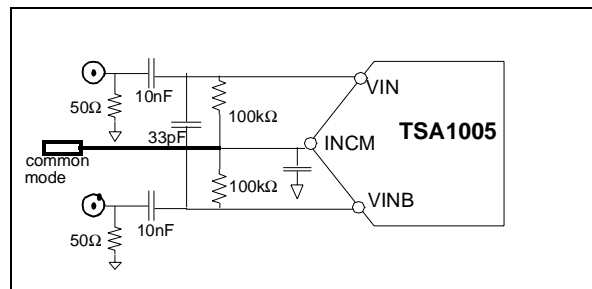 10nF
VIN
50Ω
100kΩ
TSA1005
33pF
INCM
common
mode
100kΩ
VINB
50Ω
10nF